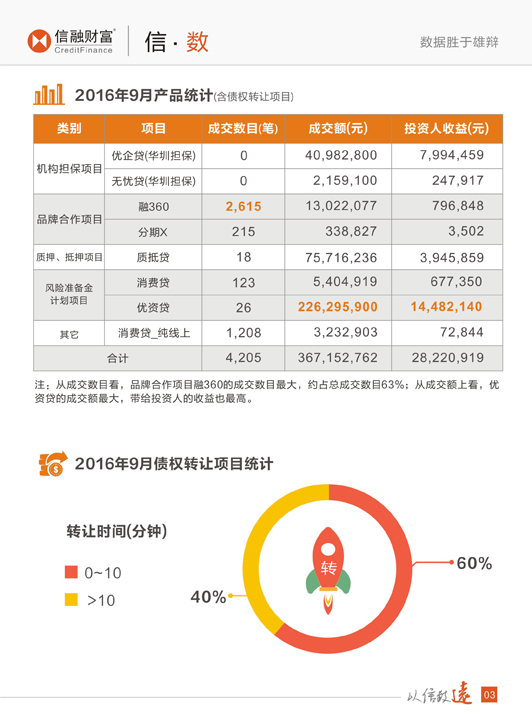 信融财富®
CreditFinance
信·数
数据胜于雄辩
2016年9月产品统计(含债权转让项目)
类别 项目 成交数目(笔) 成交额(元) 投资人收益(元)
机构担保项目 优企贷(华圳担保) 0 40,982,800 7,994,459
无忧贷(华圳担保) 0 2,159,100 247,917
品牌合作项目 融360 2,615 13,022,077 796,848
分期X 215 338,827 3,502
质押、抵押项目 质抵贷 18 75,716,236 3,945,859
风险准备金
计划项目
消费贷 123 5,404,919 677,350
优资贷 26 226,295,900 14,482,140
其它 消费贷_纯线上 1,208 3,232,903 72,844
合计 4,205 367,152,762 28,220,919
注：从成交数目看，品牌合作项目融360的成交数目最大，约占总成交数目63%；从成交额上看，优
资贷的成交额最大，带给投资人的收益也最高。
2016年9月债权转让项目统计
转让时间(分钟)
0~10
>10
转
60%
40%
以信致远
03